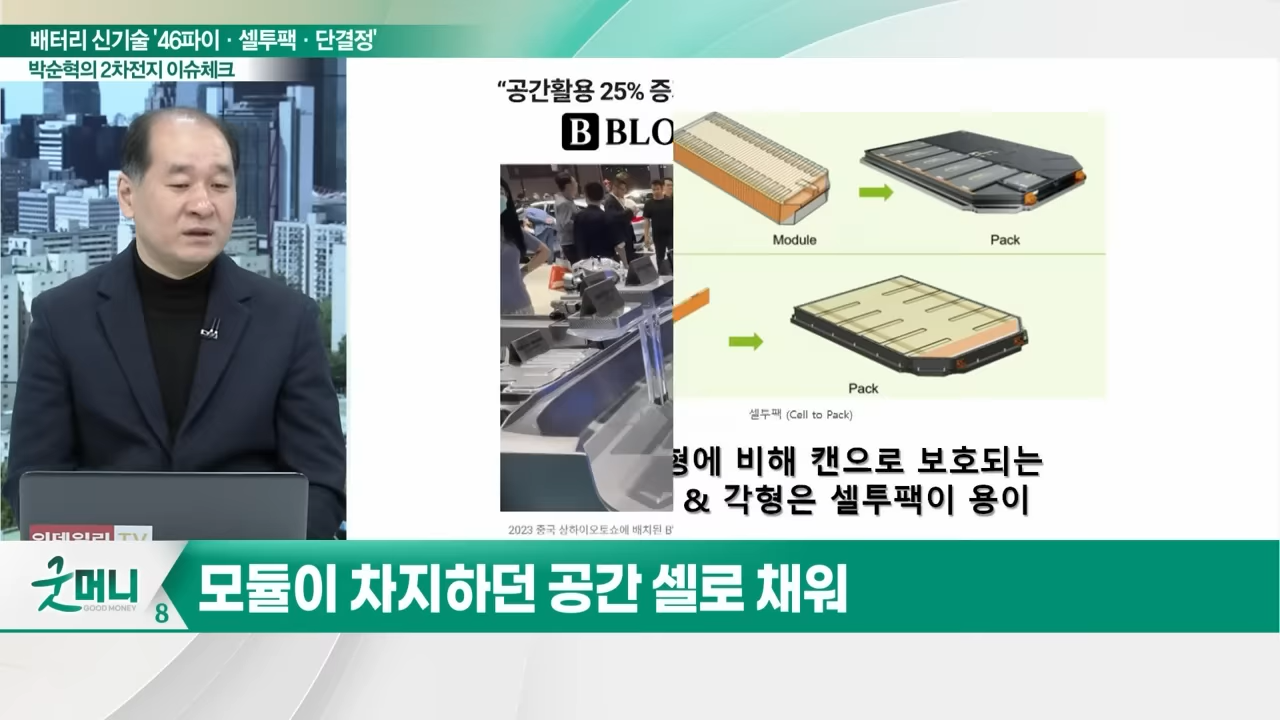 배터리 신기술 '46파이 · 셀투팩 · 단결정'
박순혁의 2차전지 이슈체크
“공간활용 25% 증
B BLO
Module
Pack
Pack
셀투팩 (Cell to Pack)
형에 비해 캔으로 보호되는
& 각형은 셀투팩이 용이
2023 중국 상하이오토쇼에 배치된 B
이데일리 TV
굿머니
GOOD MONEY
8
모듈이 차지하던 공간 셀로 채워